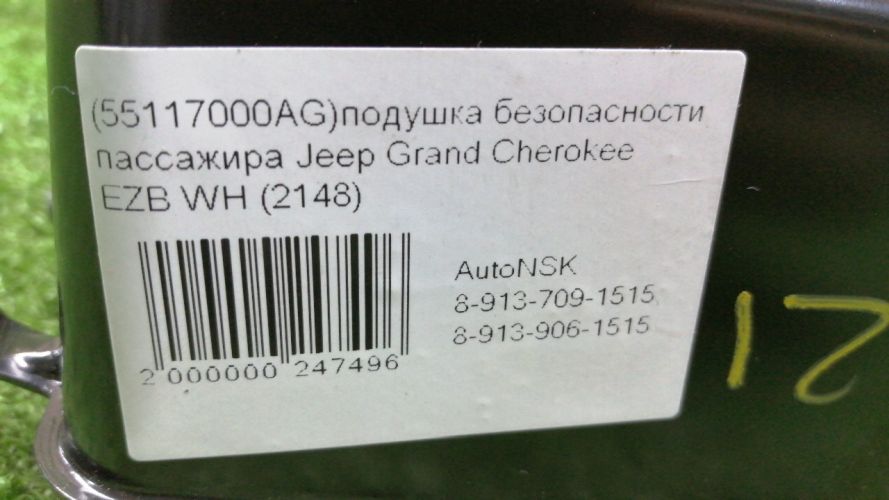 (55117000AG)подушка безопасности
пассажира Jeep Grand Cherokee
EZB WH (2148)
AutoNSK
8-913-709-1515
8-913-906-1515
2 000000 247496
12